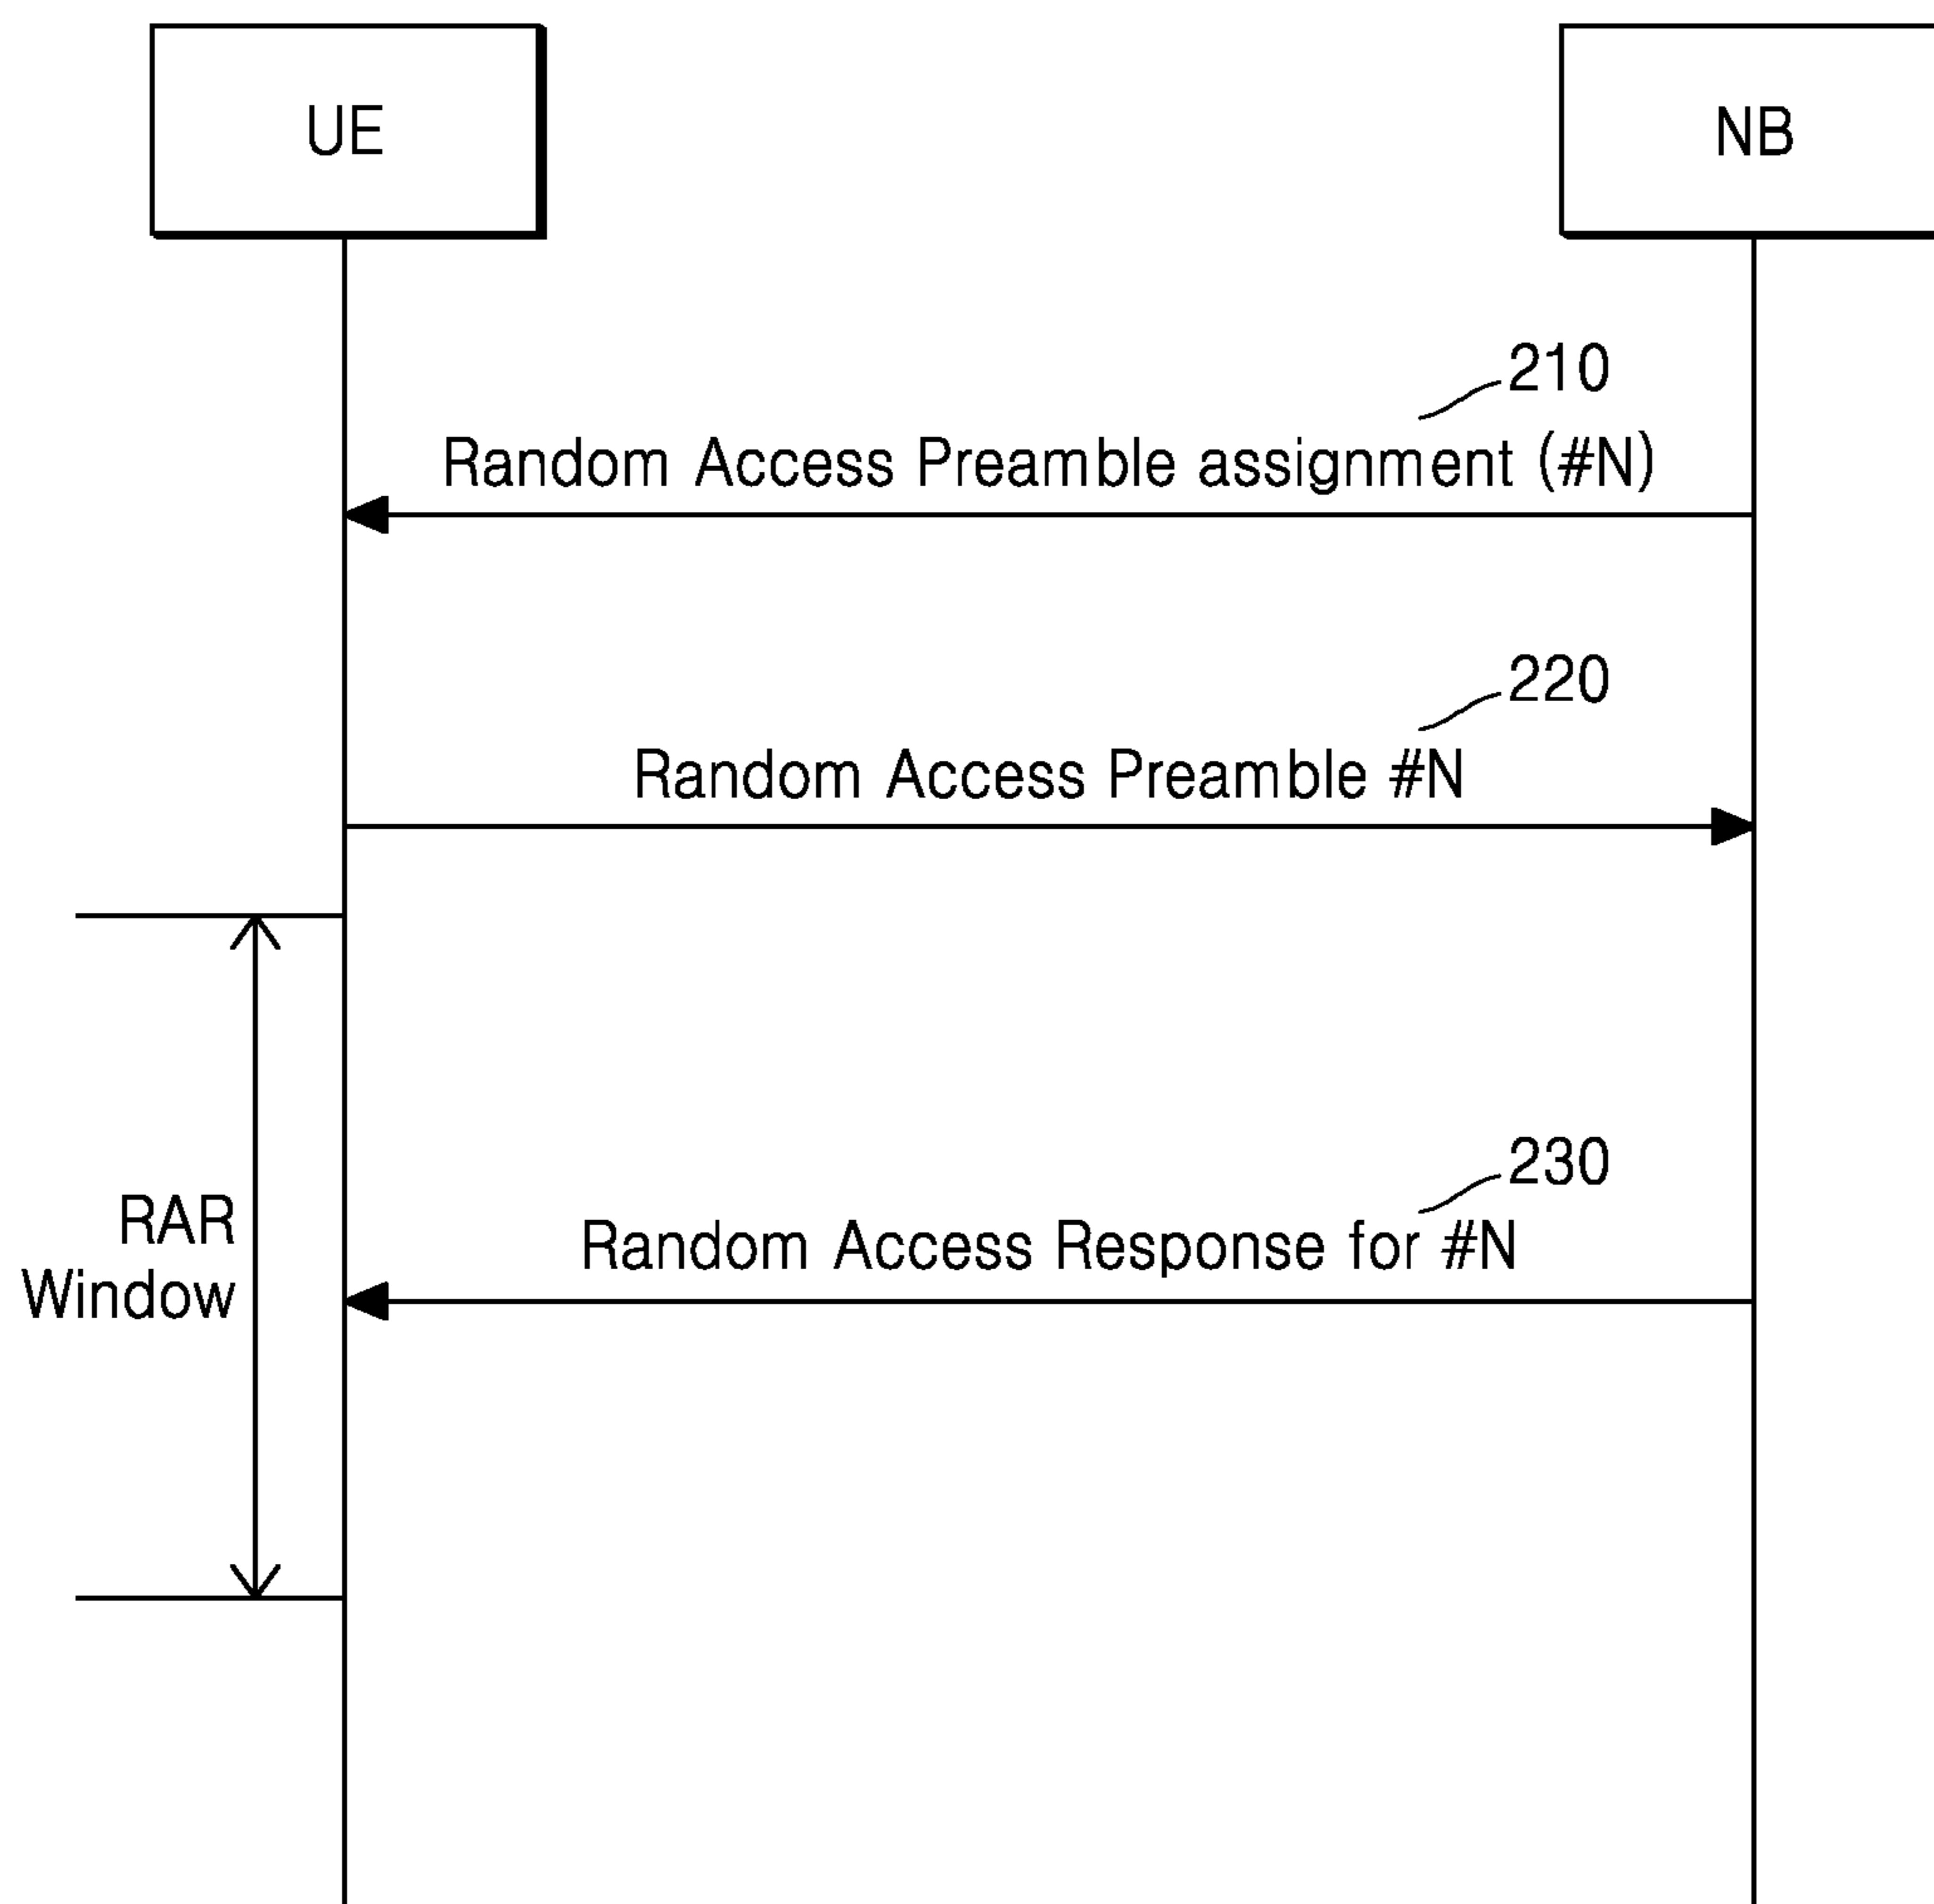 UE
NB
210
Random Access Preamble assignment (#N)
220
Random Access Preamble #N
230
Random Access Response for #N
RAR
Window